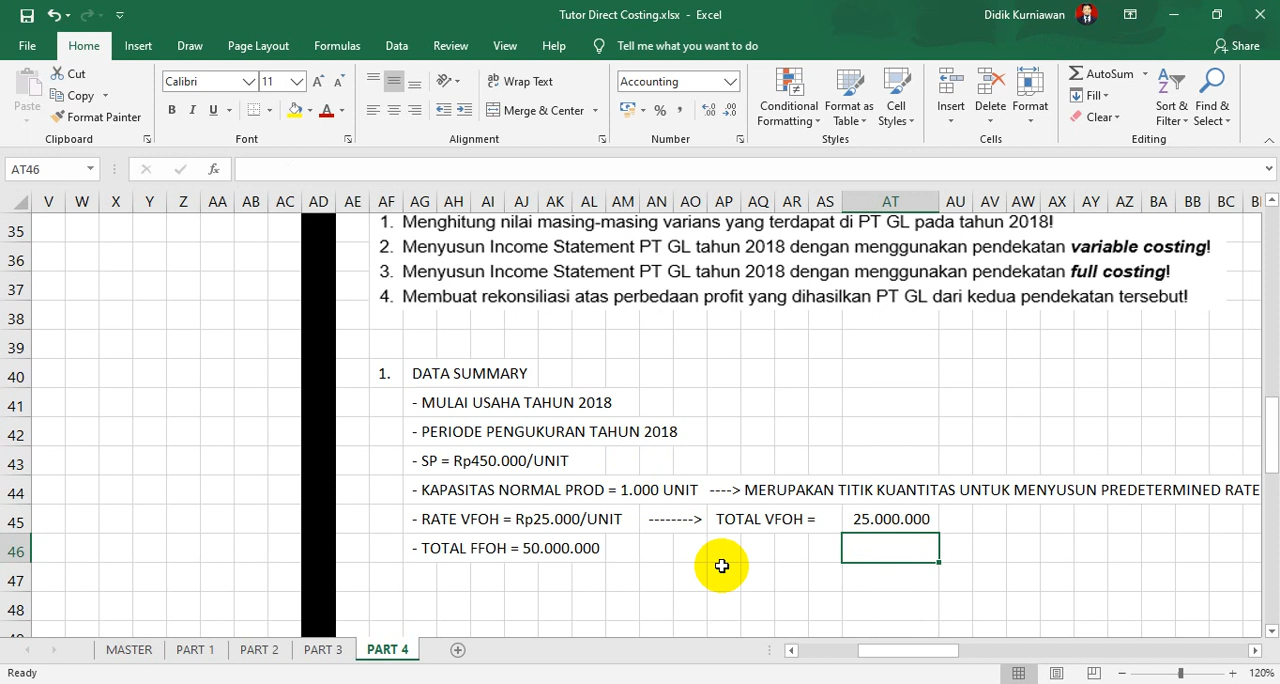 Tutor Direct Costing.xlsx - Excel
Didik Kurniawan
File Home Insert Draw Page Layout Formulas Data Review View Help Tell me what you want to do Share
Paste Cut Copy Format Painter Clipboard
Calibri 11 B I U Font
Wrap Text Merge & Center Alignment
Accounting % , Number
Conditional Formatting Format as Table Cell Styles Styles
Insert Delete Format Cells
AutoSum Fill Clear Sort & Filter Find & Select Editing
AT46 fx
V W X Y Z AA AB AC AD AE AF AG AH AI AJ AK AL AM AN AO AP AQ AR AS AT AU AV AW AX AY AZ BA BB BC
35 1. Menghitung nilai masing-masing varians yang terdapat di PT GL pada tahun 2018!
36 2. Menyusun Income Statement PT GL tahun 2018 dengan menggunakan pendekatan variable costing!
37 3. Menyusun Income Statement PT GL tahun 2018 dengan menggunakan pendekatan full costing!
4. Membuat rekonsiliasi atas perbedaan profit yang dihasilkan PT GL dari kedua pendekatan tersebut!
38
39
40 1. DATA SUMMARY
41 - MULAI USAHA TAHUN 2018
42 - PERIODE PENGUKURAN TAHUN 2018
43 - SP = Rp450.000/UNIT
44 - KAPASITAS NORMAL PROD = 1.000 UNIT ----> MERUPAKAN TITIK KUANTITAS UNTUK MENYUSUN PREDETERMINED RATE
45 - RATE VFOH = Rp25.000/UNIT --------> TOTAL VFOH = 25.000.000
46 - TOTAL FFOH = 50.000.000
47
48
MASTER PART 1 PART 2 PART 3 PART 4
Ready 120%